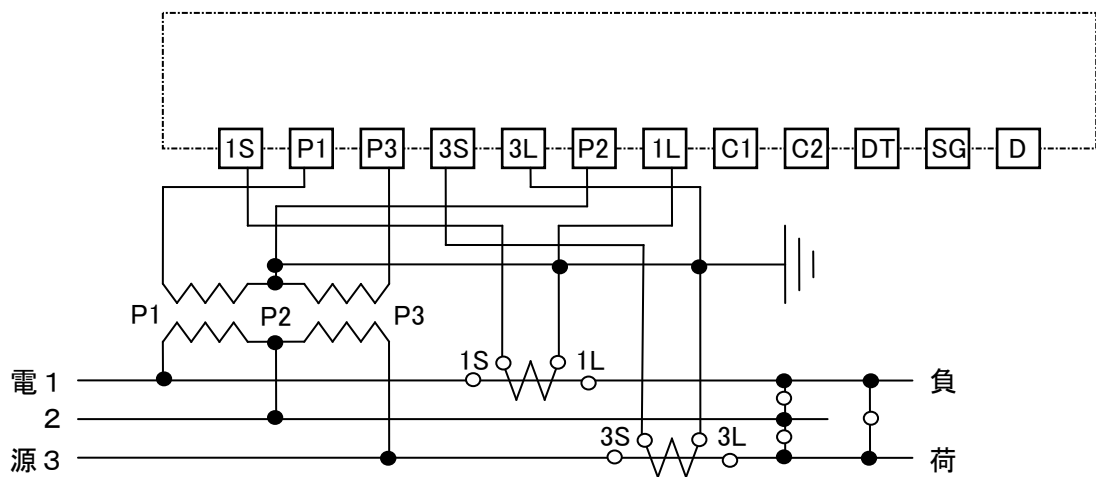 1S P1 P3 3S 3L P2 1L C1 C2 DT SG D
P1 P2 P3
1S 1L
電 1 負
2
3S 3L
源 3 荷